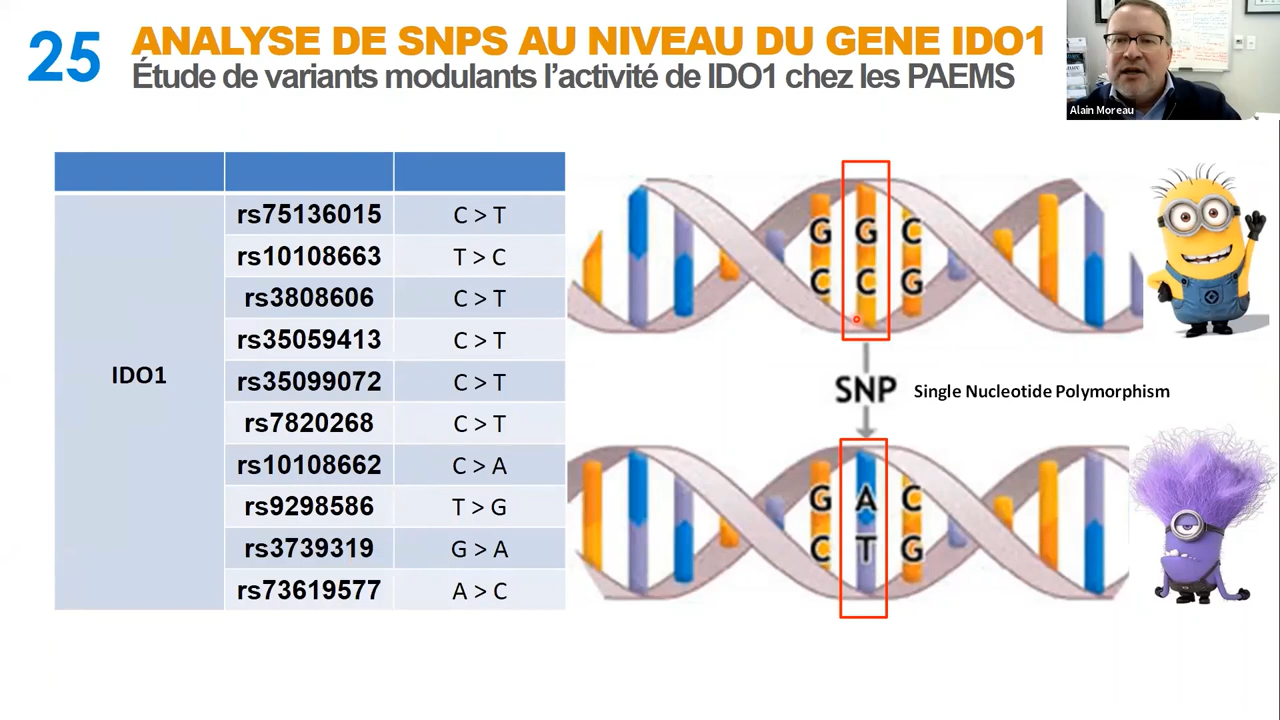 25
ANALYSE DE SNPS AU NIVEAU DU GENE IDO1
Étude de variants modulants l’activité de IDO1 chez les PAEMS
Alain Moreau
IDO1
rs75136015 C > T
rs10108663 T > C
rs3808606 C > T
rs35059413 C > T
rs35099072 C > T
rs7820268 C > T
rs10108662 C > A
rs9298586 T > G
rs3739319 G > A
rs73619577 A > C
G G C
C C G
SNP Single Nucleotide Polymorphism
G A C
C T G